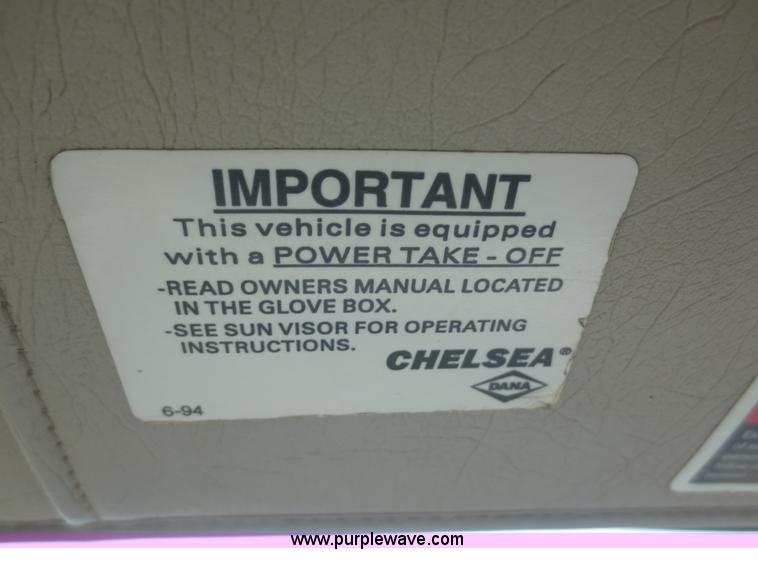 IMPORTANT
This vehicle is equipped
with a POWER TAKE - OFF
-READ OWNERS MANUAL LOCATED
IN THE GLOVE BOX.
-SEE SUN VISOR FOR OPERATING
INSTRUCTIONS.
CHELSEA®
DANA
6-94
www.purplewave.com